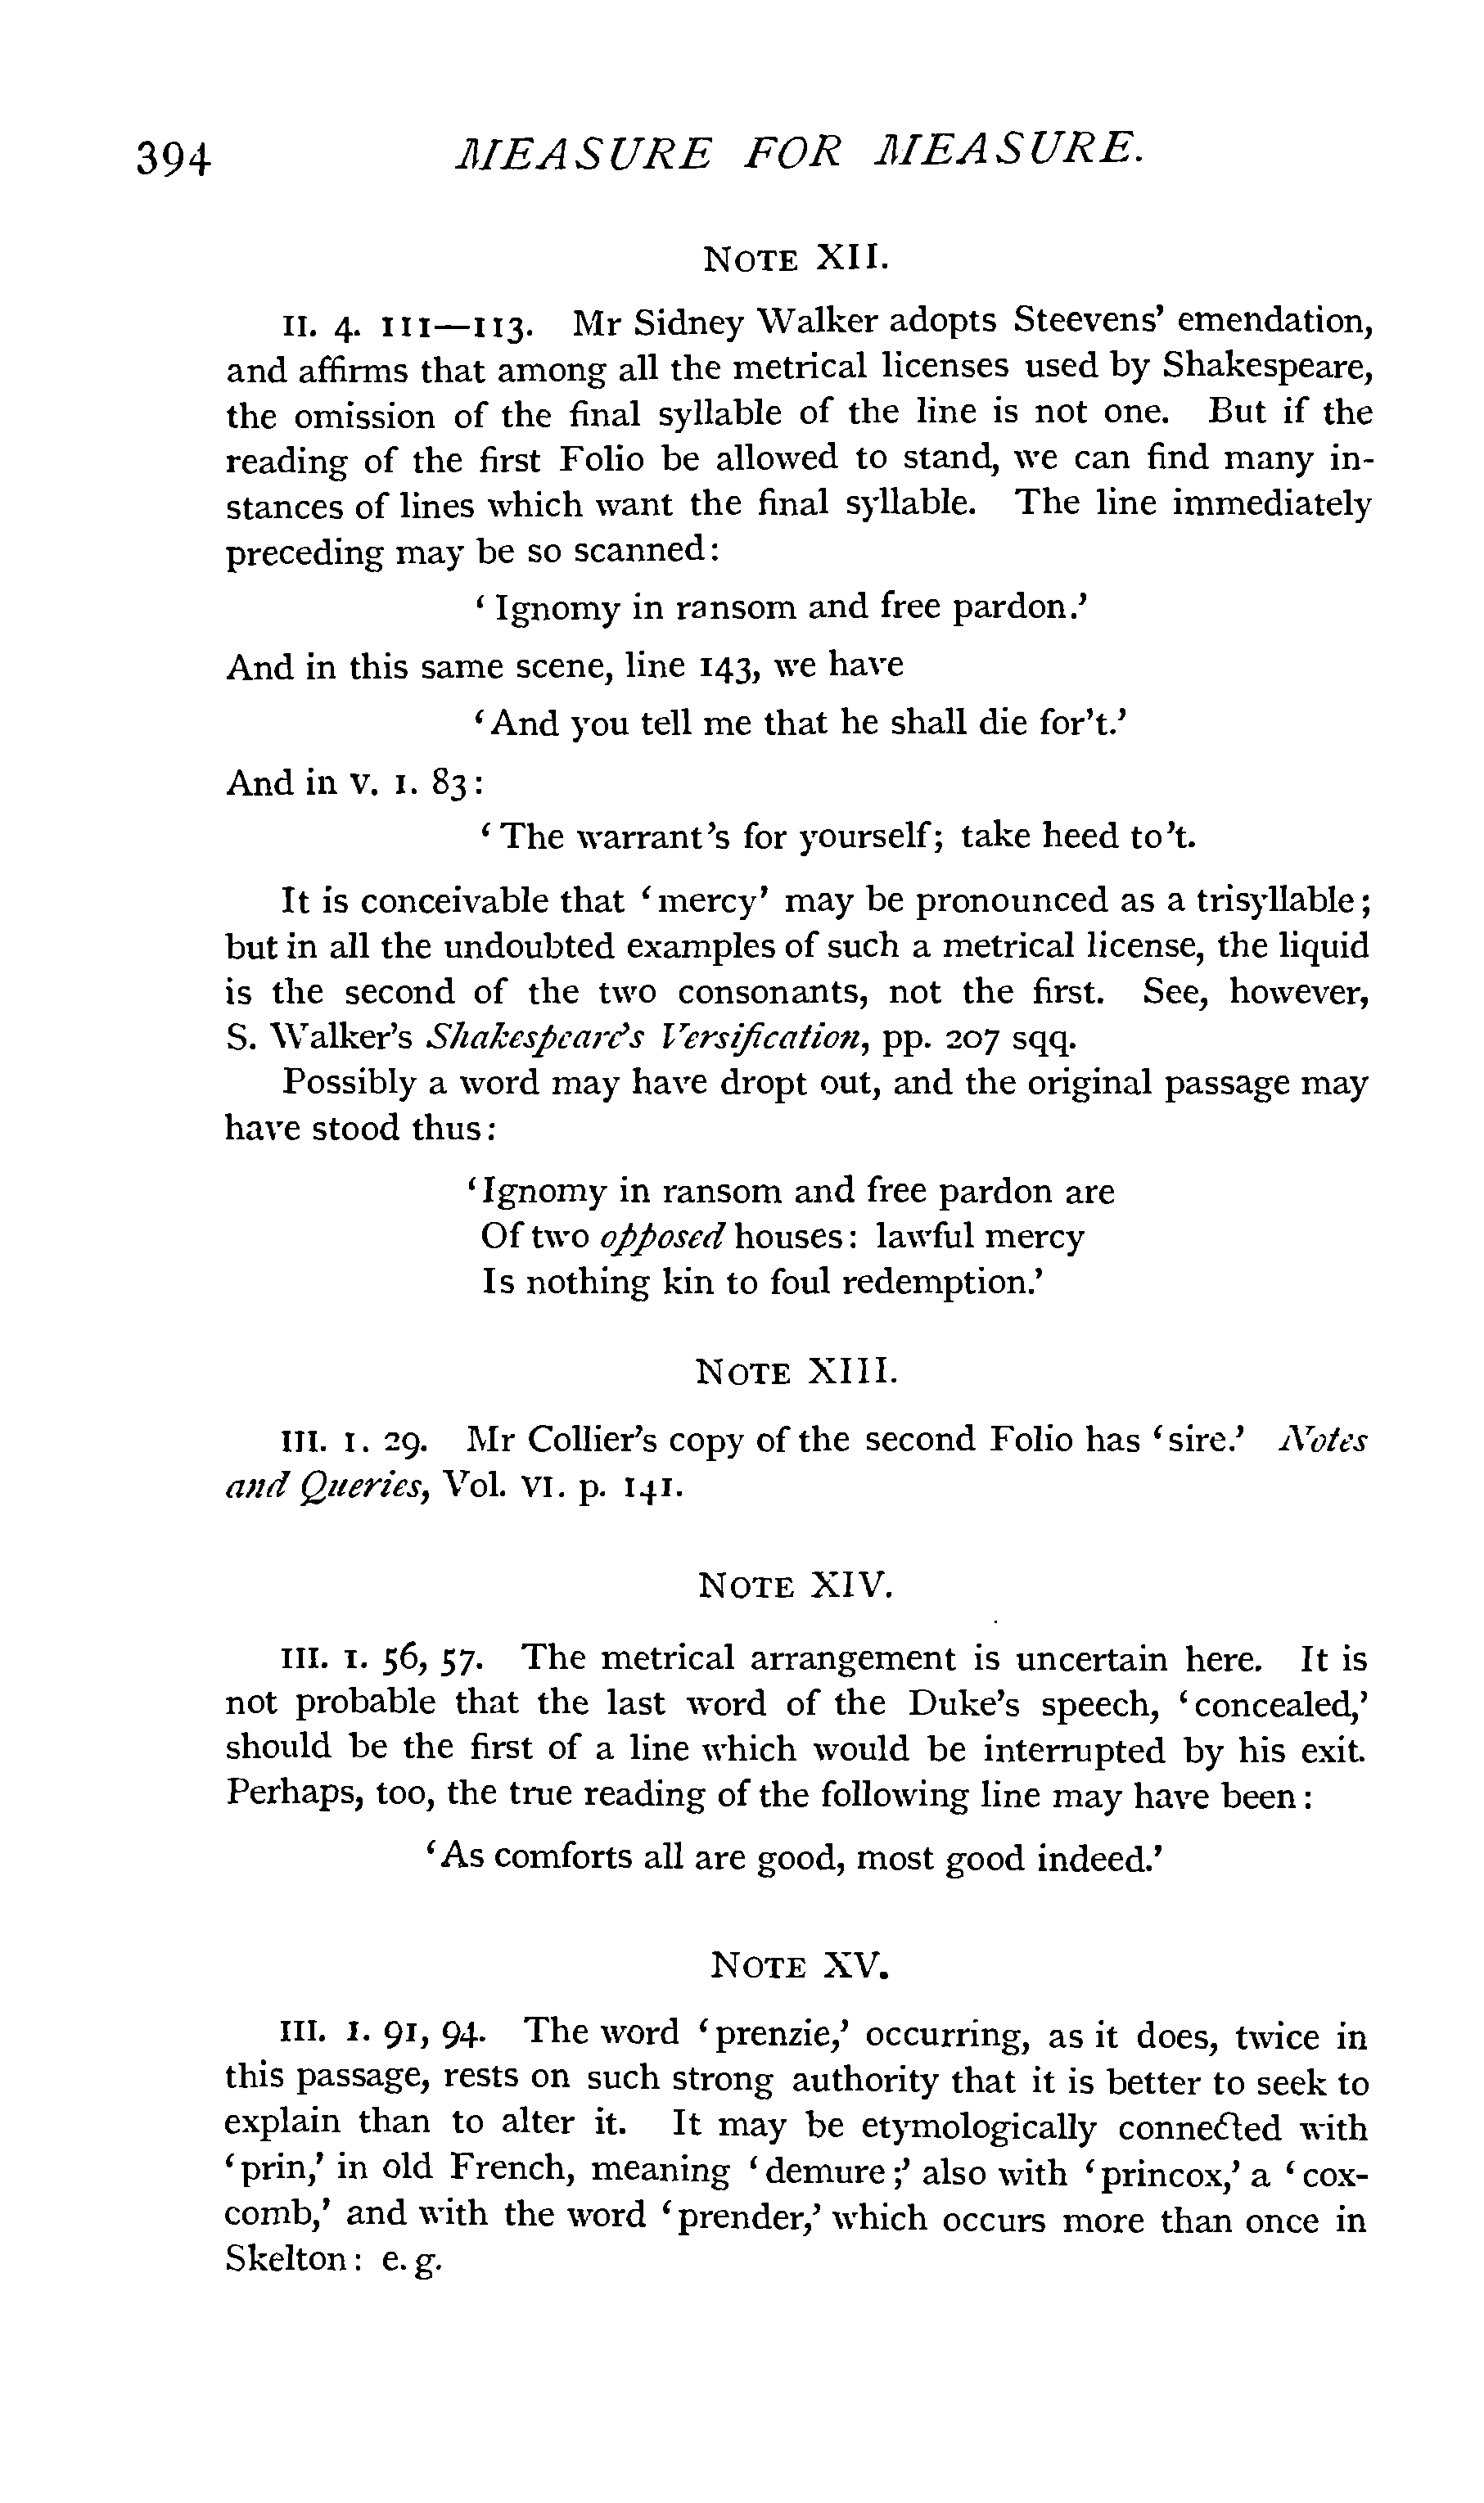 394 MEASURE FOR MEASURE.
NOTE XII.
II. 4. 111—113. Mr Sidney Walker adopts Steevens’ emendation,
and affirms that among all the metrical licenses used by Shakespeare,
the omission of the final syllable of the line is not one. But if the
reading of the first Folio be allowed to stand, we can find many in-
stances of lines which want the final syllable. The line immediately
preceding may be so scanned:
‘Ignomy in ransom and free pardon.’
And in this same scene, line 143, we have
‘And you tell me that he shall die for’t.’
And in V. 1. 83:
‘The warrant’s for yourself; take heed to’t.
It is conceivable that ‘mercy’ may be pronounced as a trisyllable;
but in all the undoubted examples of such a metrical license, the liquid
is the second of the two consonants, not the first. See, however,
S. Walker’s Shakespeare’s Versification, pp. 207 sqq.
Possibly a word may have dropt out, and the original passage may
have stood thus:
‘Ignomy in ransom and free pardon are
Of two opposed houses: lawful mercy
Is nothing kin to foul redemption.’
NOTE XIII.
III. 1. 29. Mr Collier’s copy of the second Folio has ‘sire.’ Notes
and Queries, Vol. VI. p. 141.
NOTE XIV.
III. 1. 56, 57. The metrical arrangement is uncertain here. It is
not probable that the last word of the Duke’s speech, ‘concealed,’
should be the first of a line which would be interrupted by his exit.
Perhaps, too, the true reading of the following line may have been:
‘As comforts all are good, most good indeed.’
NOTE XV.
III. 1. 91, 94. The word ‘prenzie,’ occurring, as it does, twice in
this passage, rests on such strong authority that it is better to seek to
explain than to alter it. It may be etymologically connected with
‘prin,’ in old French, meaning ‘demure;’ also with ‘princox,’ a ‘cox-
comb,’ and with the word ‘prender,’ which occurs more than once in
Skelton: e.g.